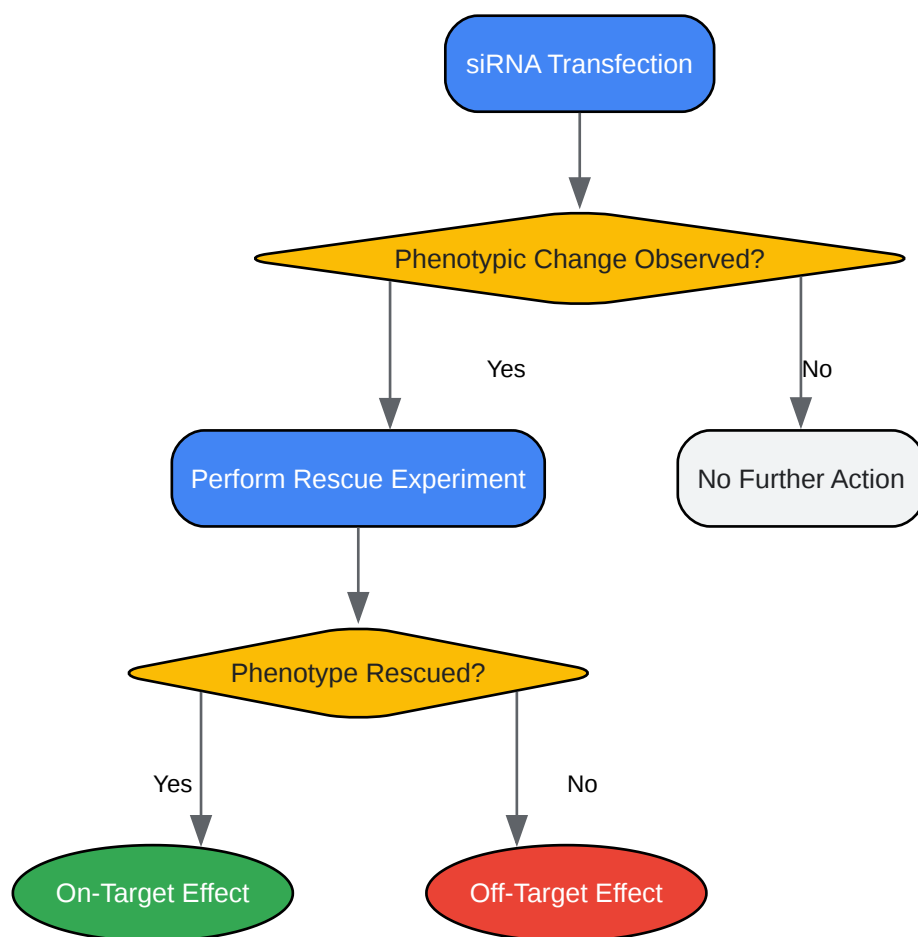 siRNA Transfection
Phenotypic Change Observed?
Yes
No
Perform Rescue Experiment
No Further Action
Phenotype Rescued?
Yes
No
On-Target Effect
Off-Target Effect